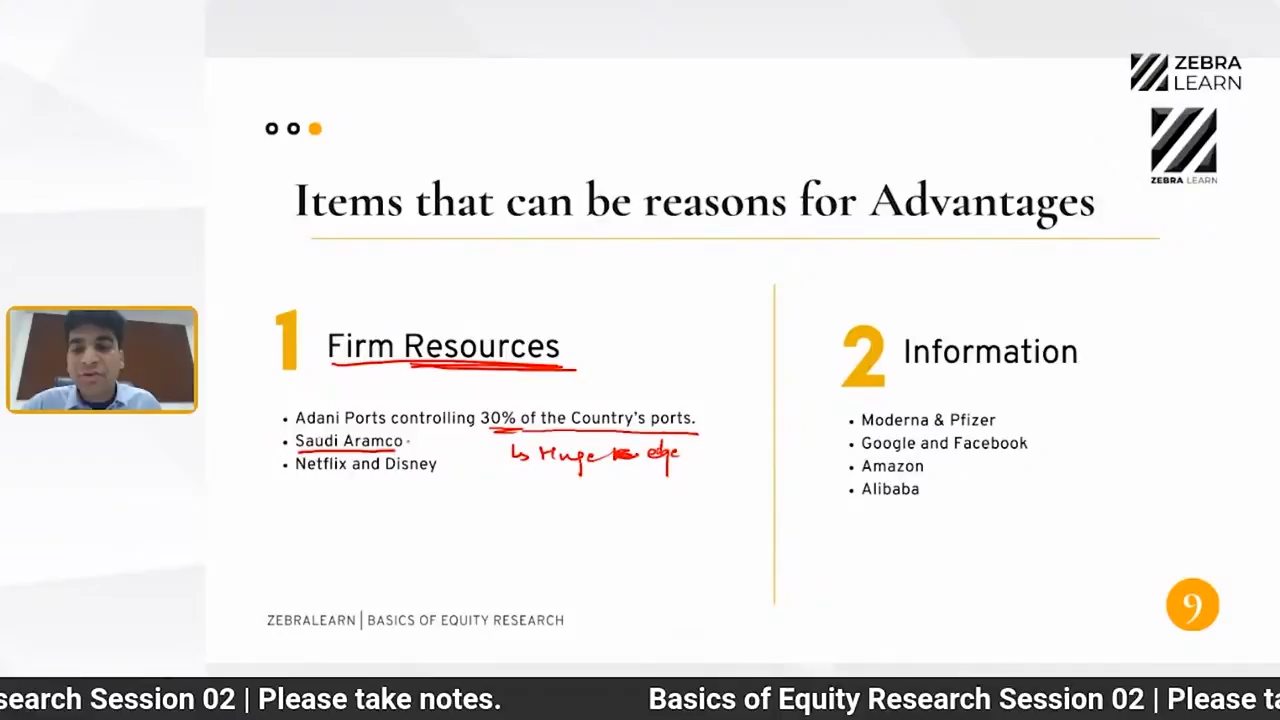 ZEBRA
LEARN
ZEBRA LEARN
Items that can be reasons for Advantages
1 Firm Resources
• Adani Ports controlling 30% of the Country's ports.
• Saudi Aramco
• Netflix and Disney
↳ Huge edge
2 Information
• Moderna & Pfizer
• Google and Facebook
• Amazon
• Alibaba
ZEBRALEARN | BASICS OF EQUITY RESEARCH
9
search Session 02 | Please take notes. Basics of Equity Research Session 02 | Please ta